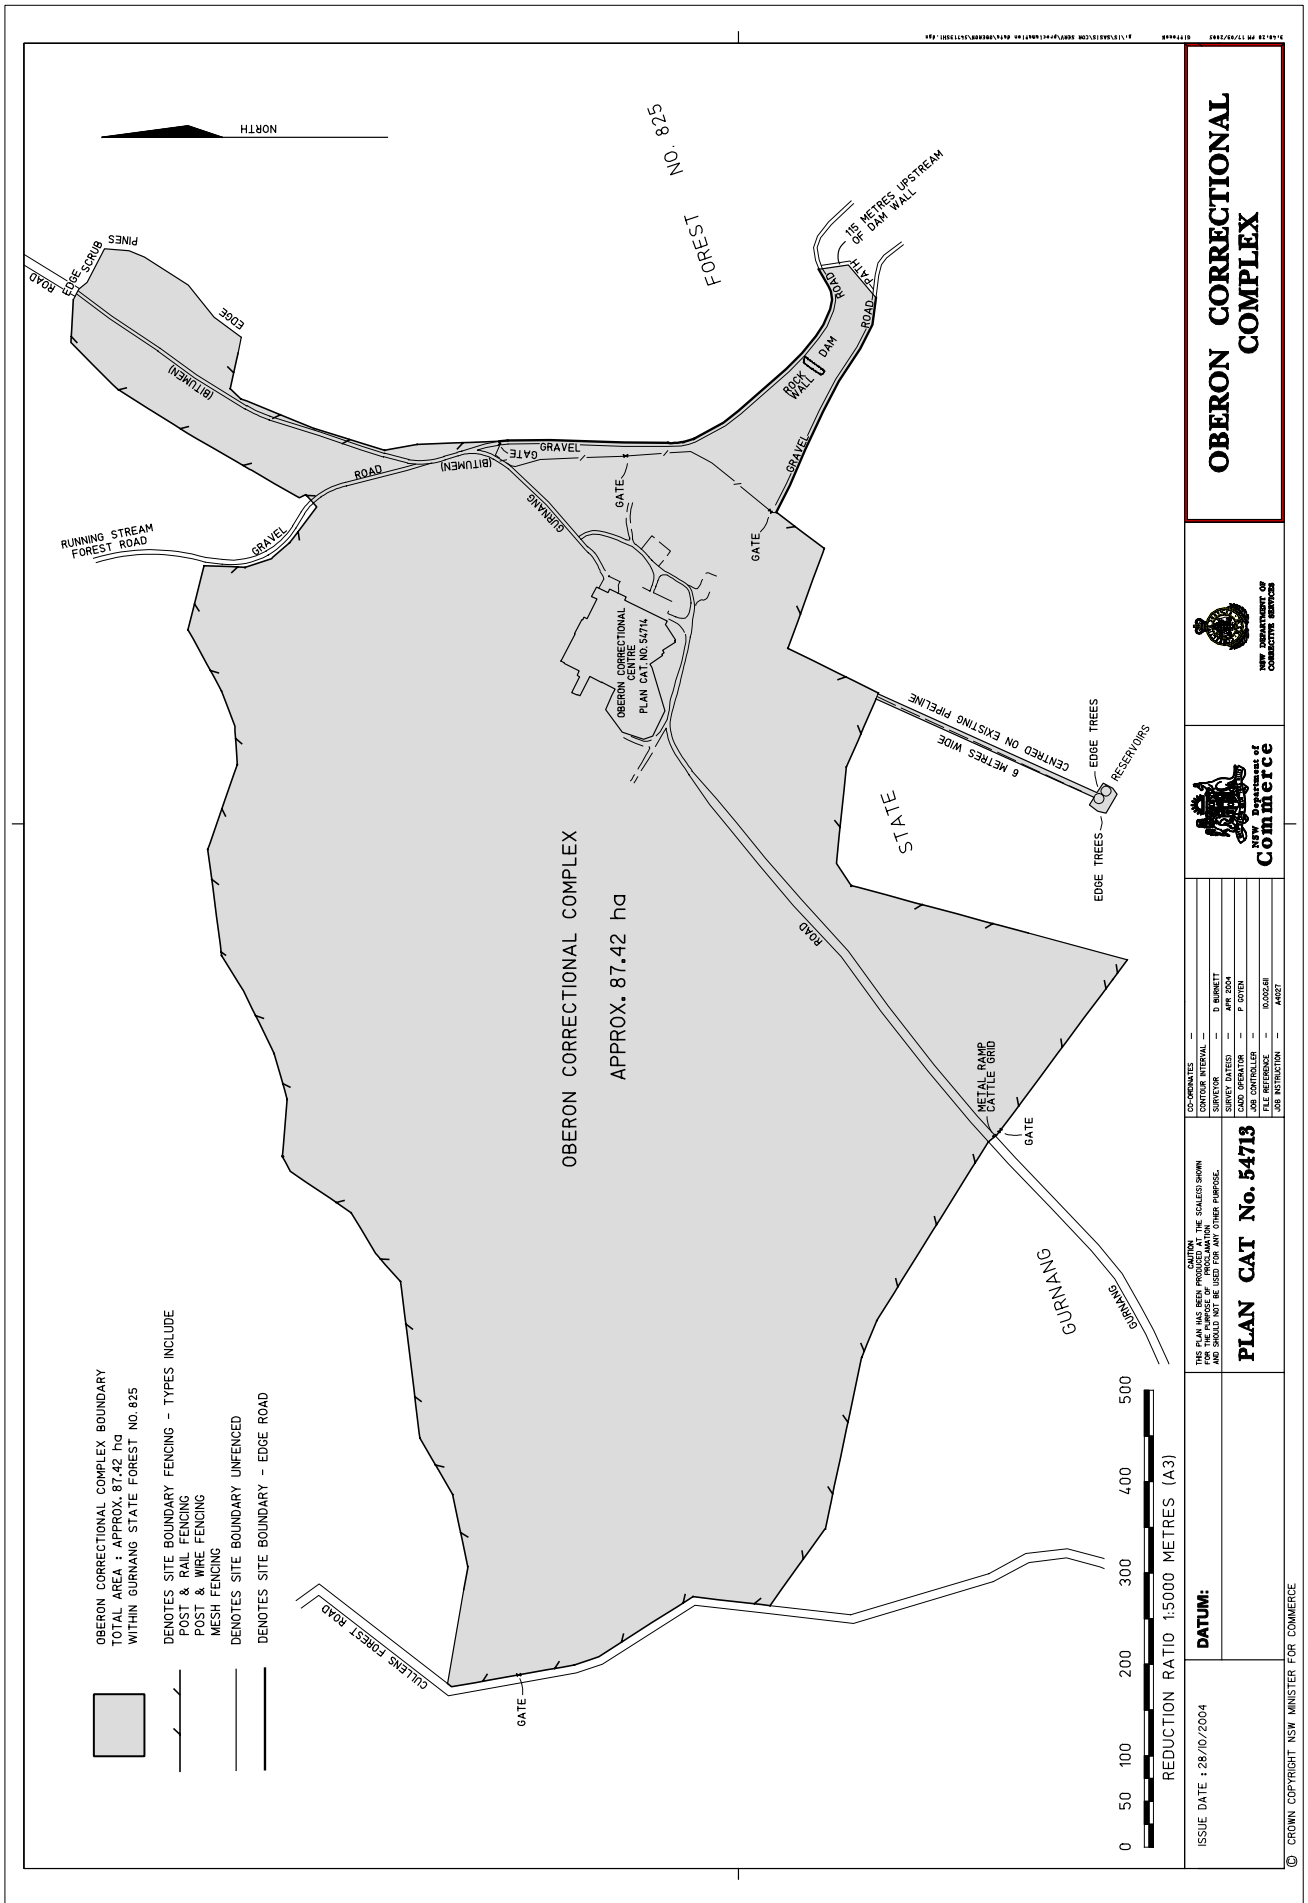 NORTH
OBERON CORRECTIONAL COMPLEX BOUNDARY
TOTAL AREA : APPROX. 87.42 ha
WITHIN GURNANG STATE FOREST NO. 825
DENOTES SITE BOUNDARY FENCING - TYPES INCLUDE
POST & RAIL FENCING
POST & WIRE FENCING
MESH FENCING
DENOTES SITE BOUNDARY UNFENCED
DENOTES SITE BOUNDARY - EDGE ROAD
CULLENS FOREST ROAD
GATE
RUNNING STREAM
FOREST ROAD
GRAVEL
ROAD
(BITUMEN)
ROAD
EDGE
SCRUB
PINES
EDGE
(BITUMEN)
GATE
GRAVEL
GURNANG
GATE
GATE
GRAVEL
ROCK
WALL
DAM
ROAD
ROAD
PATH
115 METRES UPSTREAM
OF DAM WALL
FOREST NO. 825
OBERON CORRECTIONAL
CENTRE
PLAN CAT. NO. 54714
OBERON CORRECTIONAL COMPLEX
APPROX. 87.42 ha
ROAD
STATE
6 METRES WIDE
CENTRED ON EXISTING PIPELINE
EDGE TREES
EDGE TREES
RESERVOIRS
METAL RAMP
CATTLE GRID
GATE
GURNANG
GURNANG
0 50 100 200 300 400 500
REDUCTION RATIO 1:5000 METRES (A3)
ISSUE DATE : 28/10/2004
DATUM:
CAUTION
THIS PLAN HAS BEEN PRODUCED AT THE SCALE(S) SHOWN
FOR THE PURPOSE OF PROCLAMATION
AND SHOULD NOT BE USED FOR ANY OTHER PURPOSE.
PLAN CAT No. 54713
CO-ORDINATES -
CONTOUR INTERVAL -
SURVEYOR - D BURNETT
SURVEY DATE(S) - APR 2004
CADD OPERATOR - P GOYEN
JOB CONTROLLER -
FILE REFERENCE - 10.002.611
JOB INSTRUCTION - A4027
NSW Department of
Commerce
NSW DEPARTMENT OF
CORRECTIVE SERVICES
OBERON CORRECTIONAL
COMPLEX
© CROWN COPYRIGHT NSW MINISTER FOR COMMERCE